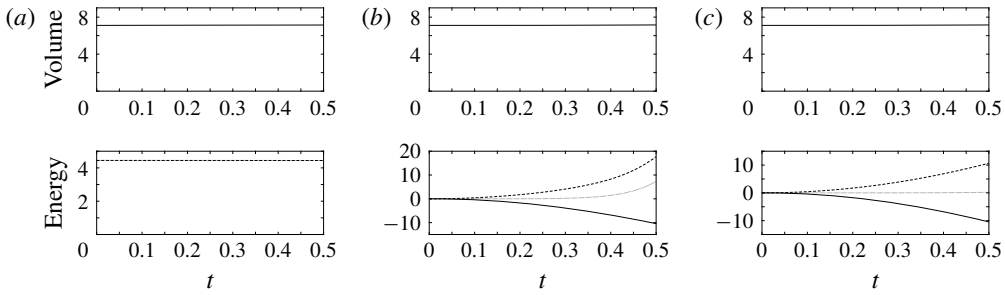 (a) Volume 8 4 0 0.1 0.2 0.3 0.4 0.5
(b) 8 4 0 0.1 0.2 0.3 0.4 0.5
(c) 8 4 0 0.1 0.2 0.3 0.4 0.5
Energy 4 2 0 0.1 0.2 0.3 0.4 0.5
t
20 10 0 −10 0 0.1 0.2 0.3 0.4 0.5
t
10 0 −10 0 0.1 0.2 0.3 0.4 0.5
t